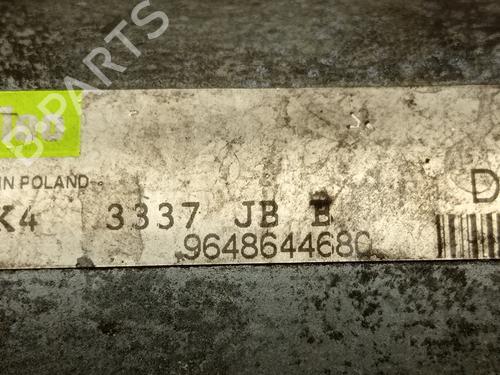 IN POLAND
K4 3337 JB B
9648644680
D
B-PARTS